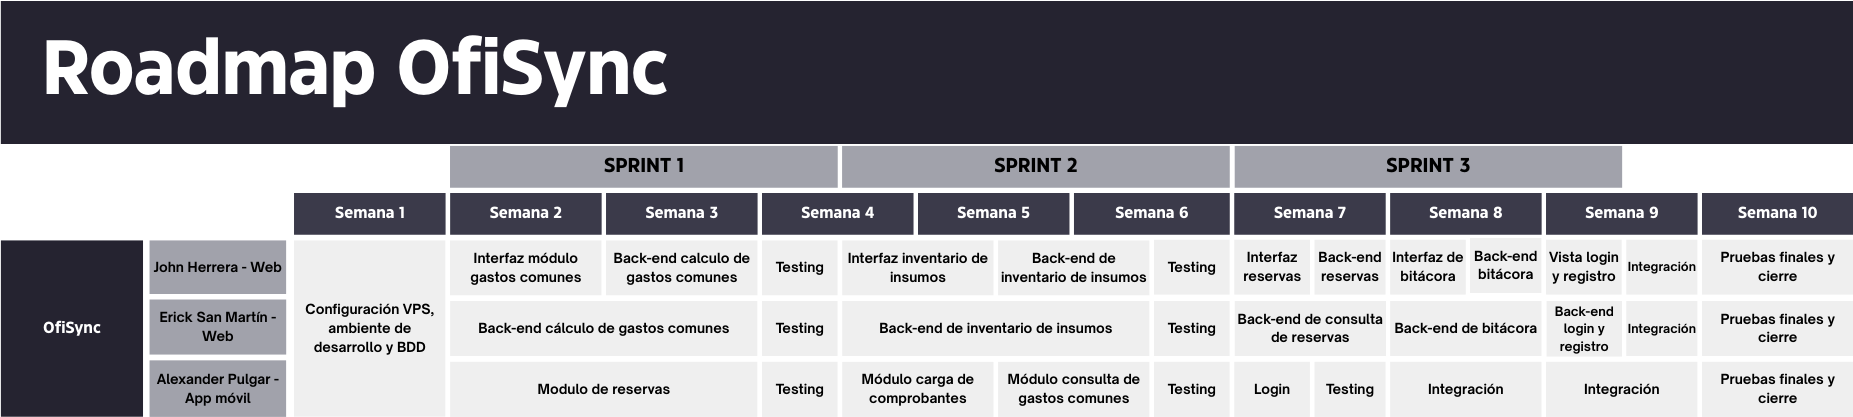 Roadmap OfiSync
SPRINT 1
SPRINT 2
SPRINT 3
Semana 1
Semana 2
Semana 3
Semana 4
Semana 5
Semana 6
Semana 7
Semana 8
Semana 9
Semana 10
OfiSync
Configuración VPS,
ambiente de
desarrollo y BDD
John Herrera - Web
Interfaz módulo
gastos comunes
Back-end calculo de
gastos comunes
Testing
Interfaz inventario de
insumos
Back-end de
inventario de insumos
Testing
Interfaz
reservas
Back-end
reservas
Interfaz de
bitácora
Back-end
bitácora
Vista login
y registro
Integración
Pruebas finales y
cierre
Erick San Martín -
Web
Back-end cálculo de gastos comunes
Testing
Back-end de inventario de insumos
Testing
Back-end de consulta
de reservas
Back-end de bitácora
Back-end
login y
registro
Integración
Pruebas finales y
cierre
Alexander Pulgar -
App móvil
Modulo de reservas
Testing
Módulo carga de
comprobantes
Módulo consulta de
gastos comunes
Testing
Login
Testing
Integración
Integración
Pruebas finales y
cierre